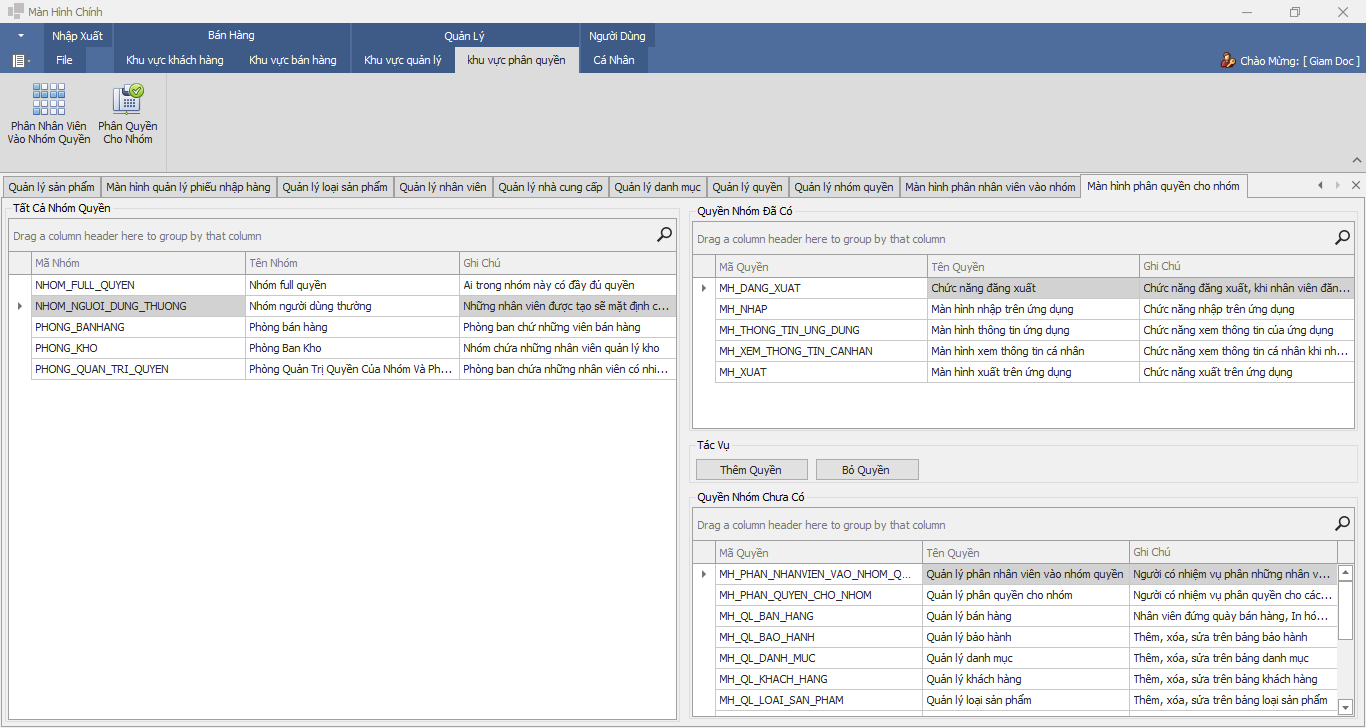 Màn Hình Chính
Nhập Xuất
Bán Hàng
Quản Lý
Người Dùng
File
Khu vực khách hàng
Khu vực bán hàng
Khu vực quản lý
khu vực phân quyền
Cá Nhân
Chào Mừng: [ Giam Doc ]
Phân Nhân Viên
Vào Nhóm Quyền
Phân Quyền
Cho Nhóm
Quản lý sản phẩm
Màn hình quản lý phiếu nhập hàng
Quản lý loại sản phẩm
Quản lý nhân viên
Quản lý nhà cung cấp
Quản lý danh mục
Quản lý quyền
Quản lý nhóm quyền
Màn hình phân nhân viên vào nhóm
Màn hình phân quyền cho nhóm
Tất Cả Nhóm Quyền
Drag a column header here to group by that column
Mã Nhóm Tên Nhóm Ghi Chú
NHOM_FULL_QUYEN Nhóm full quyền Ai trong nhóm này có đầy đủ quyền
NHOM_NGUOI_DUNG_THUONG Nhóm người dùng thường Những nhân viên được tạo sẽ mặt định c...
PHONG_BANHANG Phòng bán hàng Phòng ban chứ những viên bán hàng
PHONG_KHO Phòng Ban Kho Nhóm chứa những nhân viên quản lý kho
PHONG_QUAN_TRI_QUYEN Phòng Quản Trị Quyền Của Nhóm Và Ph... Phòng ban chứa những nhân viên có nhi...
Quyền Nhóm Đã Có
Drag a column header here to group by that column
Mã Quyền Tên Quyền Ghi Chú
MH_DANG_XUAT Chức năng đăng xuất Chức năng đăng xuất, khi nhân viên đăn...
MH_NHAP Màn hình nhập trên ứng dụng Chức năng nhập trên ứng dụng
MH_THONG_TIN_UNG_DUNG Màn hình thông tin ứng dụng Chức năng xem thông tin của ứng dụng
MH_XEM_THONG_TIN_CANHAN Màn hình xem thông tin cá nhân Chức năng xem thông tin cá nhân khi nh...
MH_XUAT Màn hình xuất trên ứng dụng Chức năng xuất trên ứng dụng
Tác Vụ
Thêm Quyền
Bỏ Quyền
Quyền Nhóm Chưa Có
Drag a column header here to group by that column
Mã Quyền Tên Quyền Ghi Chú
MH_PHAN_NHANVIEN_VAO_NHOM_Q... Quản lý phân nhân viên vào nhóm quyền Người có nhiệm vụ phân những nhân v...
MH_PHAN_QUYEN_CHO_NHOM Quản lý phân quyền cho nhóm Người có nhiệm vụ phân quyền cho các...
MH_QL_BAN_HANG Quản lý bán hàng Nhân viên đứng quày bán hàng, In hó...
MH_QL_BAO_HANH Quản lý bảo hành Thêm, xóa, sửa trên bảng bảo hành
MH_QL_DANH_MUC Quản lý danh mục Thêm, xóa, sửa trên bảng danh mục
MH_QL_KHACH_HANG Quản lý khách hàng Thêm, xóa, sửa trên bảng khách hàng
MH_QL_LOAI_SAN_PHAM Quản lý loại sản phẩm Thêm, xóa, sửa trên bảng loại sản phẩm